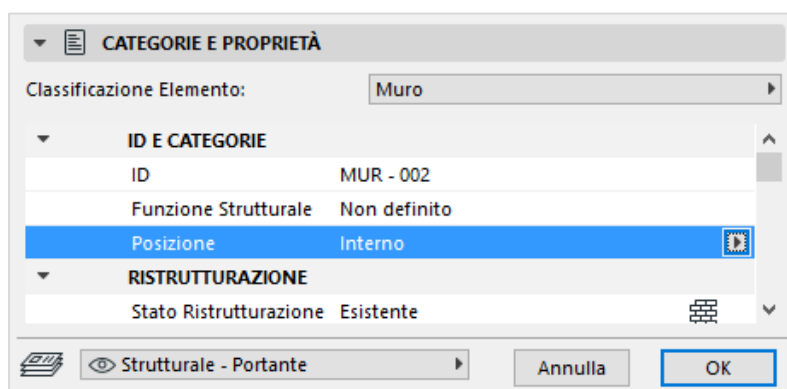 CATEGORIE E PROPRIETÀ
Classificazione Elemento: Muro
ID E CATEGORIE
ID MUR - 002
Funzione Strutturale Non definito
Posizione Interno
RISTRUTTURAZIONE
Stato Ristrutturazione Esistente
Strutturale - Portante Annulla OK